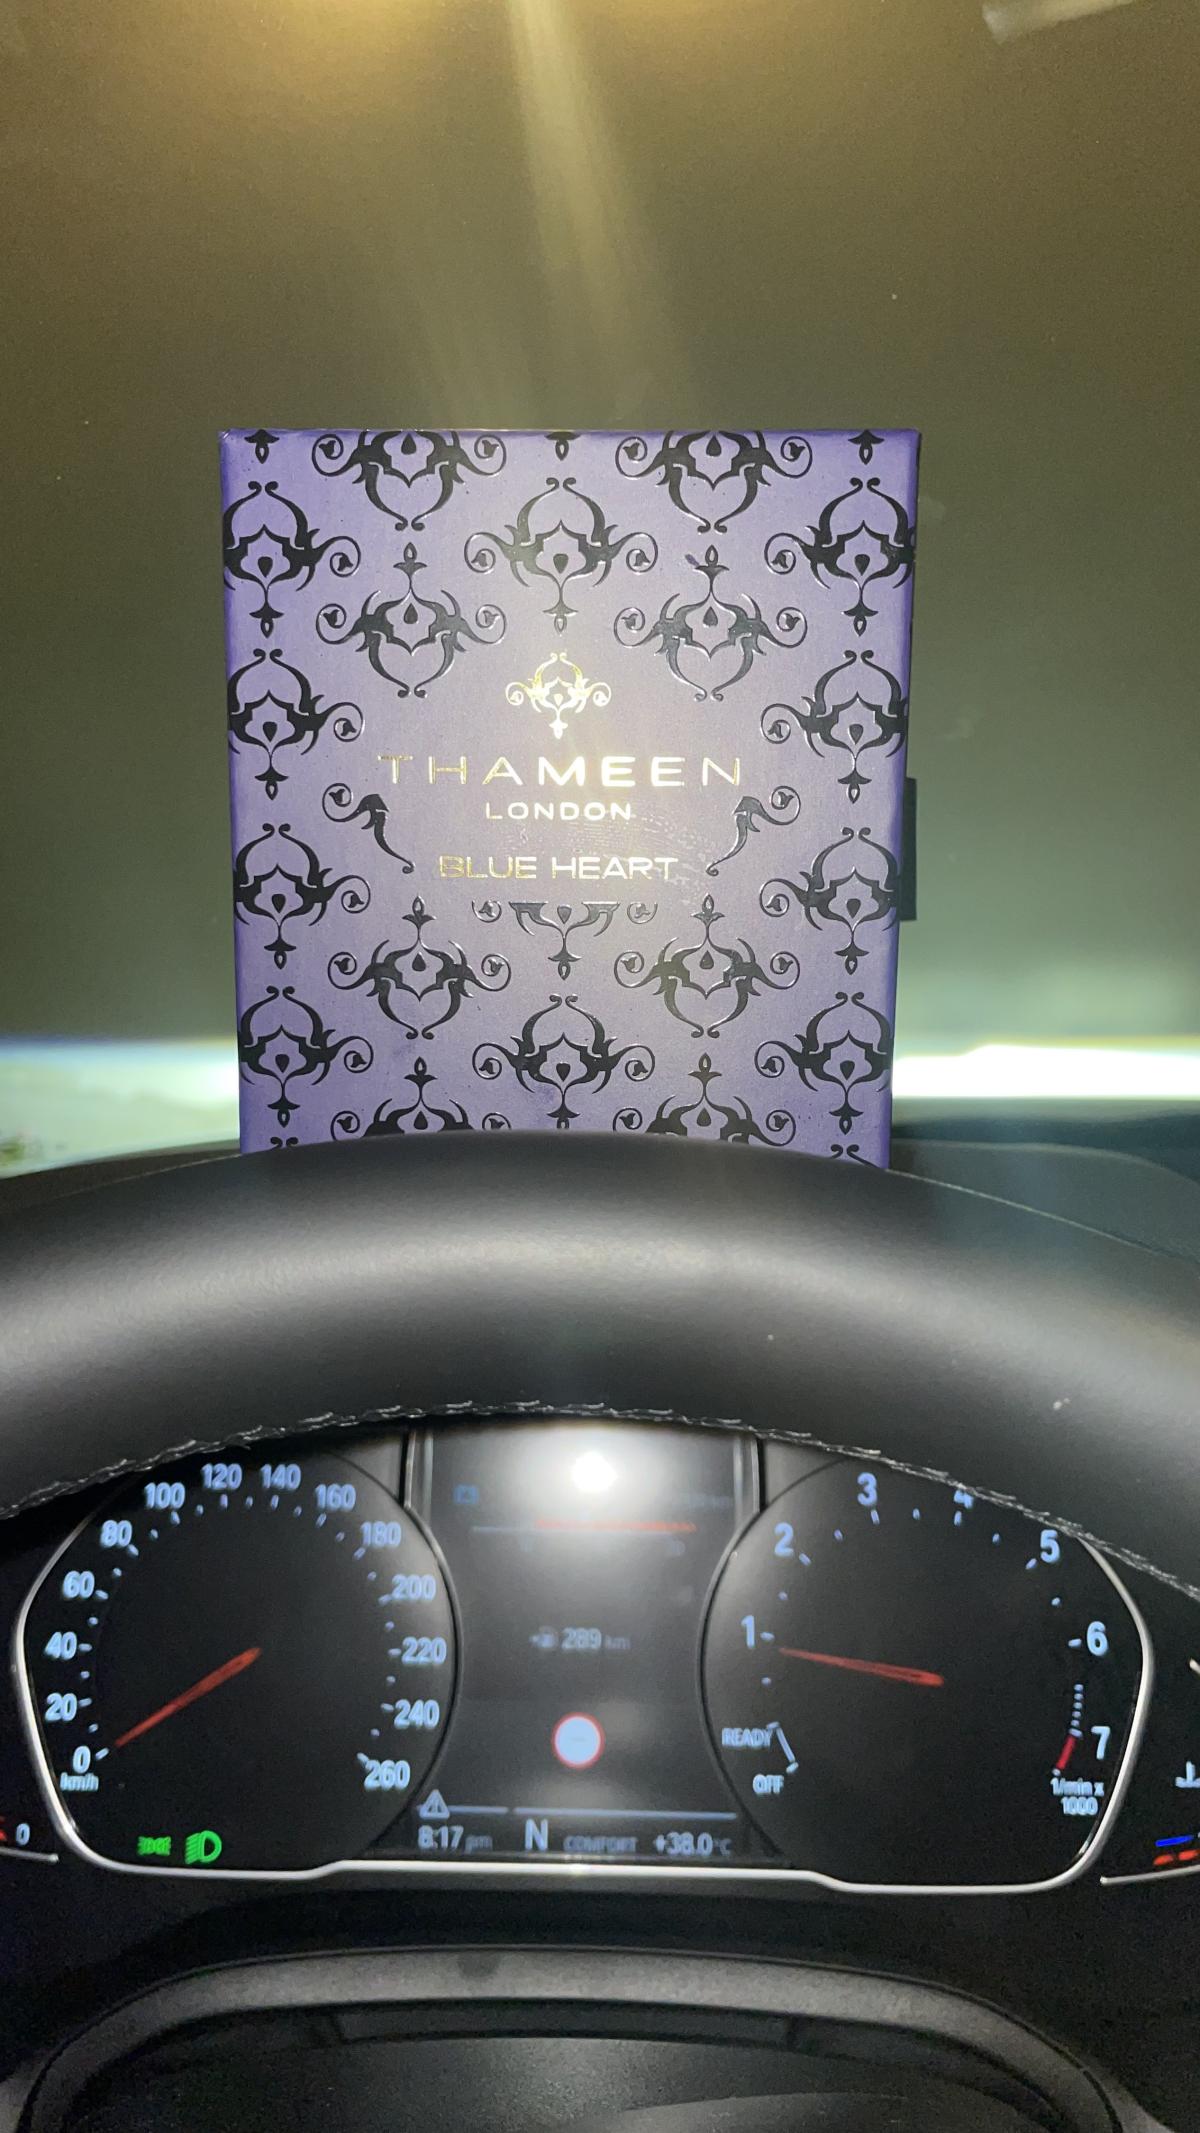 THAMEEN
LONDON
BLUE HEART
120 140
100 160
80 180
60 200
40 220
20 240
0 260
km/h
289 km
3 4
2 5
1 6
READY 7
OFF
1/min x
1000
8:17 pm N COMFORT +38.0°C
0